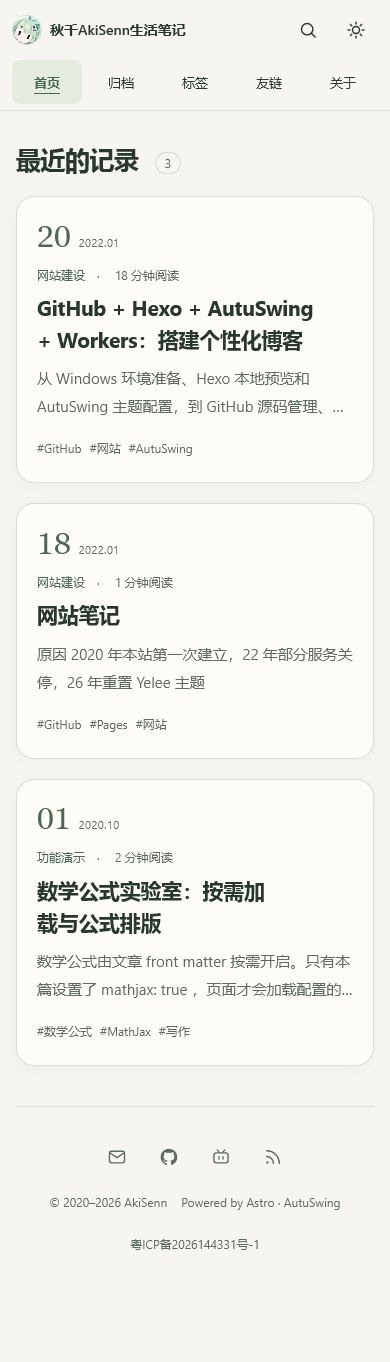 秋千AkiSenn生活笔记
首页 归档 标签 友链 关于
最近的记录 3
20 2022.01
网站建设 · 18 分钟阅读
GitHub + Hexo + AutuSwing
+ Workers：搭建个性化博客
从 Windows 环境准备、Hexo 本地预览和
AutuSwing 主题配置，到 GitHub 源码管理、...
#GitHub #网站 #AutuSwing
18 2022.01
网站建设 · 1 分钟阅读
网站笔记
原因 2020 年本站第一次建立，22 年部分服务关
停，26 年重置 Yelee 主题
#GitHub #Pages #网站
01 2020.10
功能演示 · 2 分钟阅读
数学公式实验室：按需加
载与公式排版
数学公式由文章 front matter 按需开启。只有本
篇设置了 mathjax: true ，页面才会加载配置的...
#数学公式 #MathJax #写作
© 2020–2026 AkiSenn Powered by Astro · AutuSwing
粤ICP备2026144331号-1